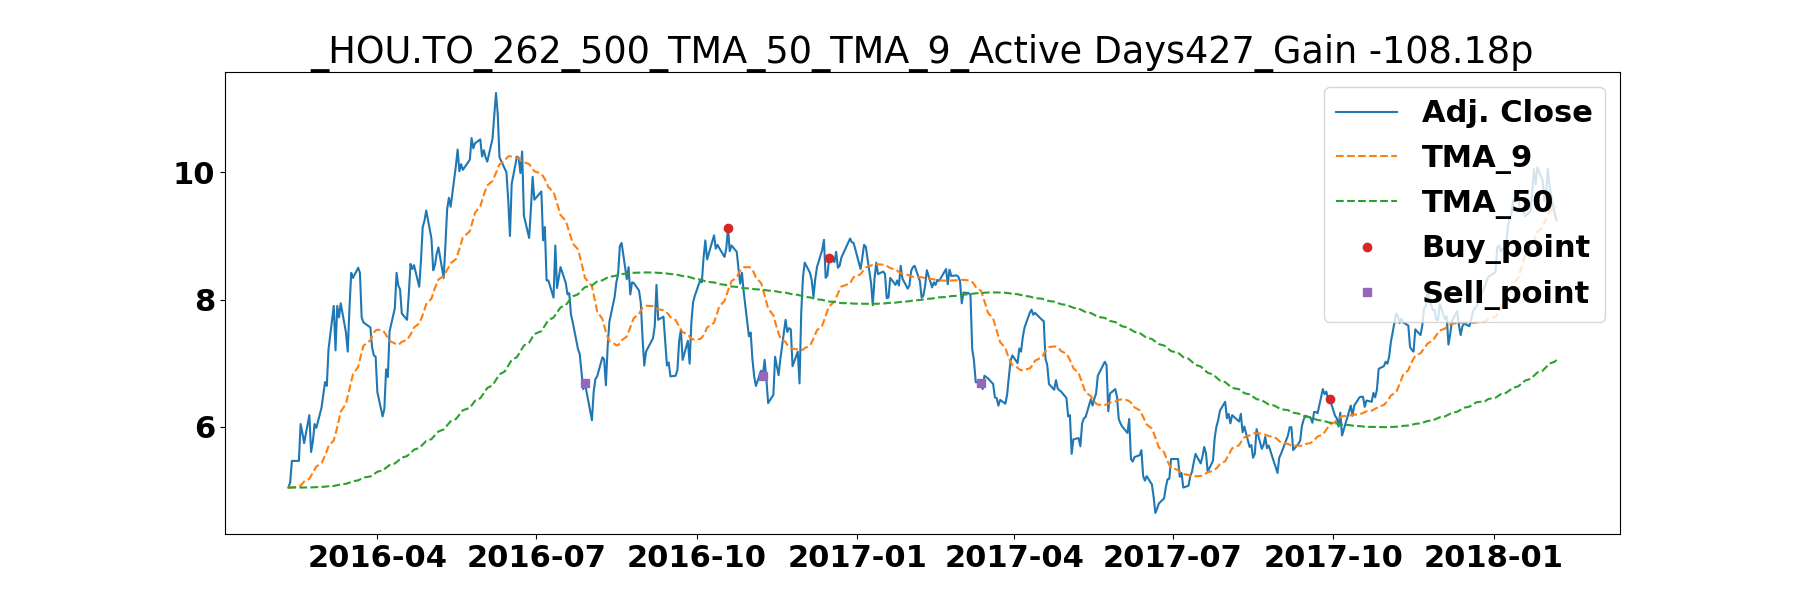 _HOU.TO_262_500_TMA_50_TMA_9_Active Days427_Gain -108.18p
Adj. Close
TMA_9
TMA_50
Buy_point
Sell_point
10
8
6
2016-04 2016-07 2016-10 2017-01 2017-04 2017-07 2017-10 2018-01